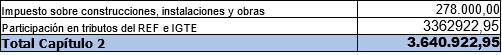 Impuesto sobre construcciones, instalaciones y obras 278.000,00
Participación en tributos del REF e IGTE 3362922,95
Total Capítulo 2 3.640.922,95